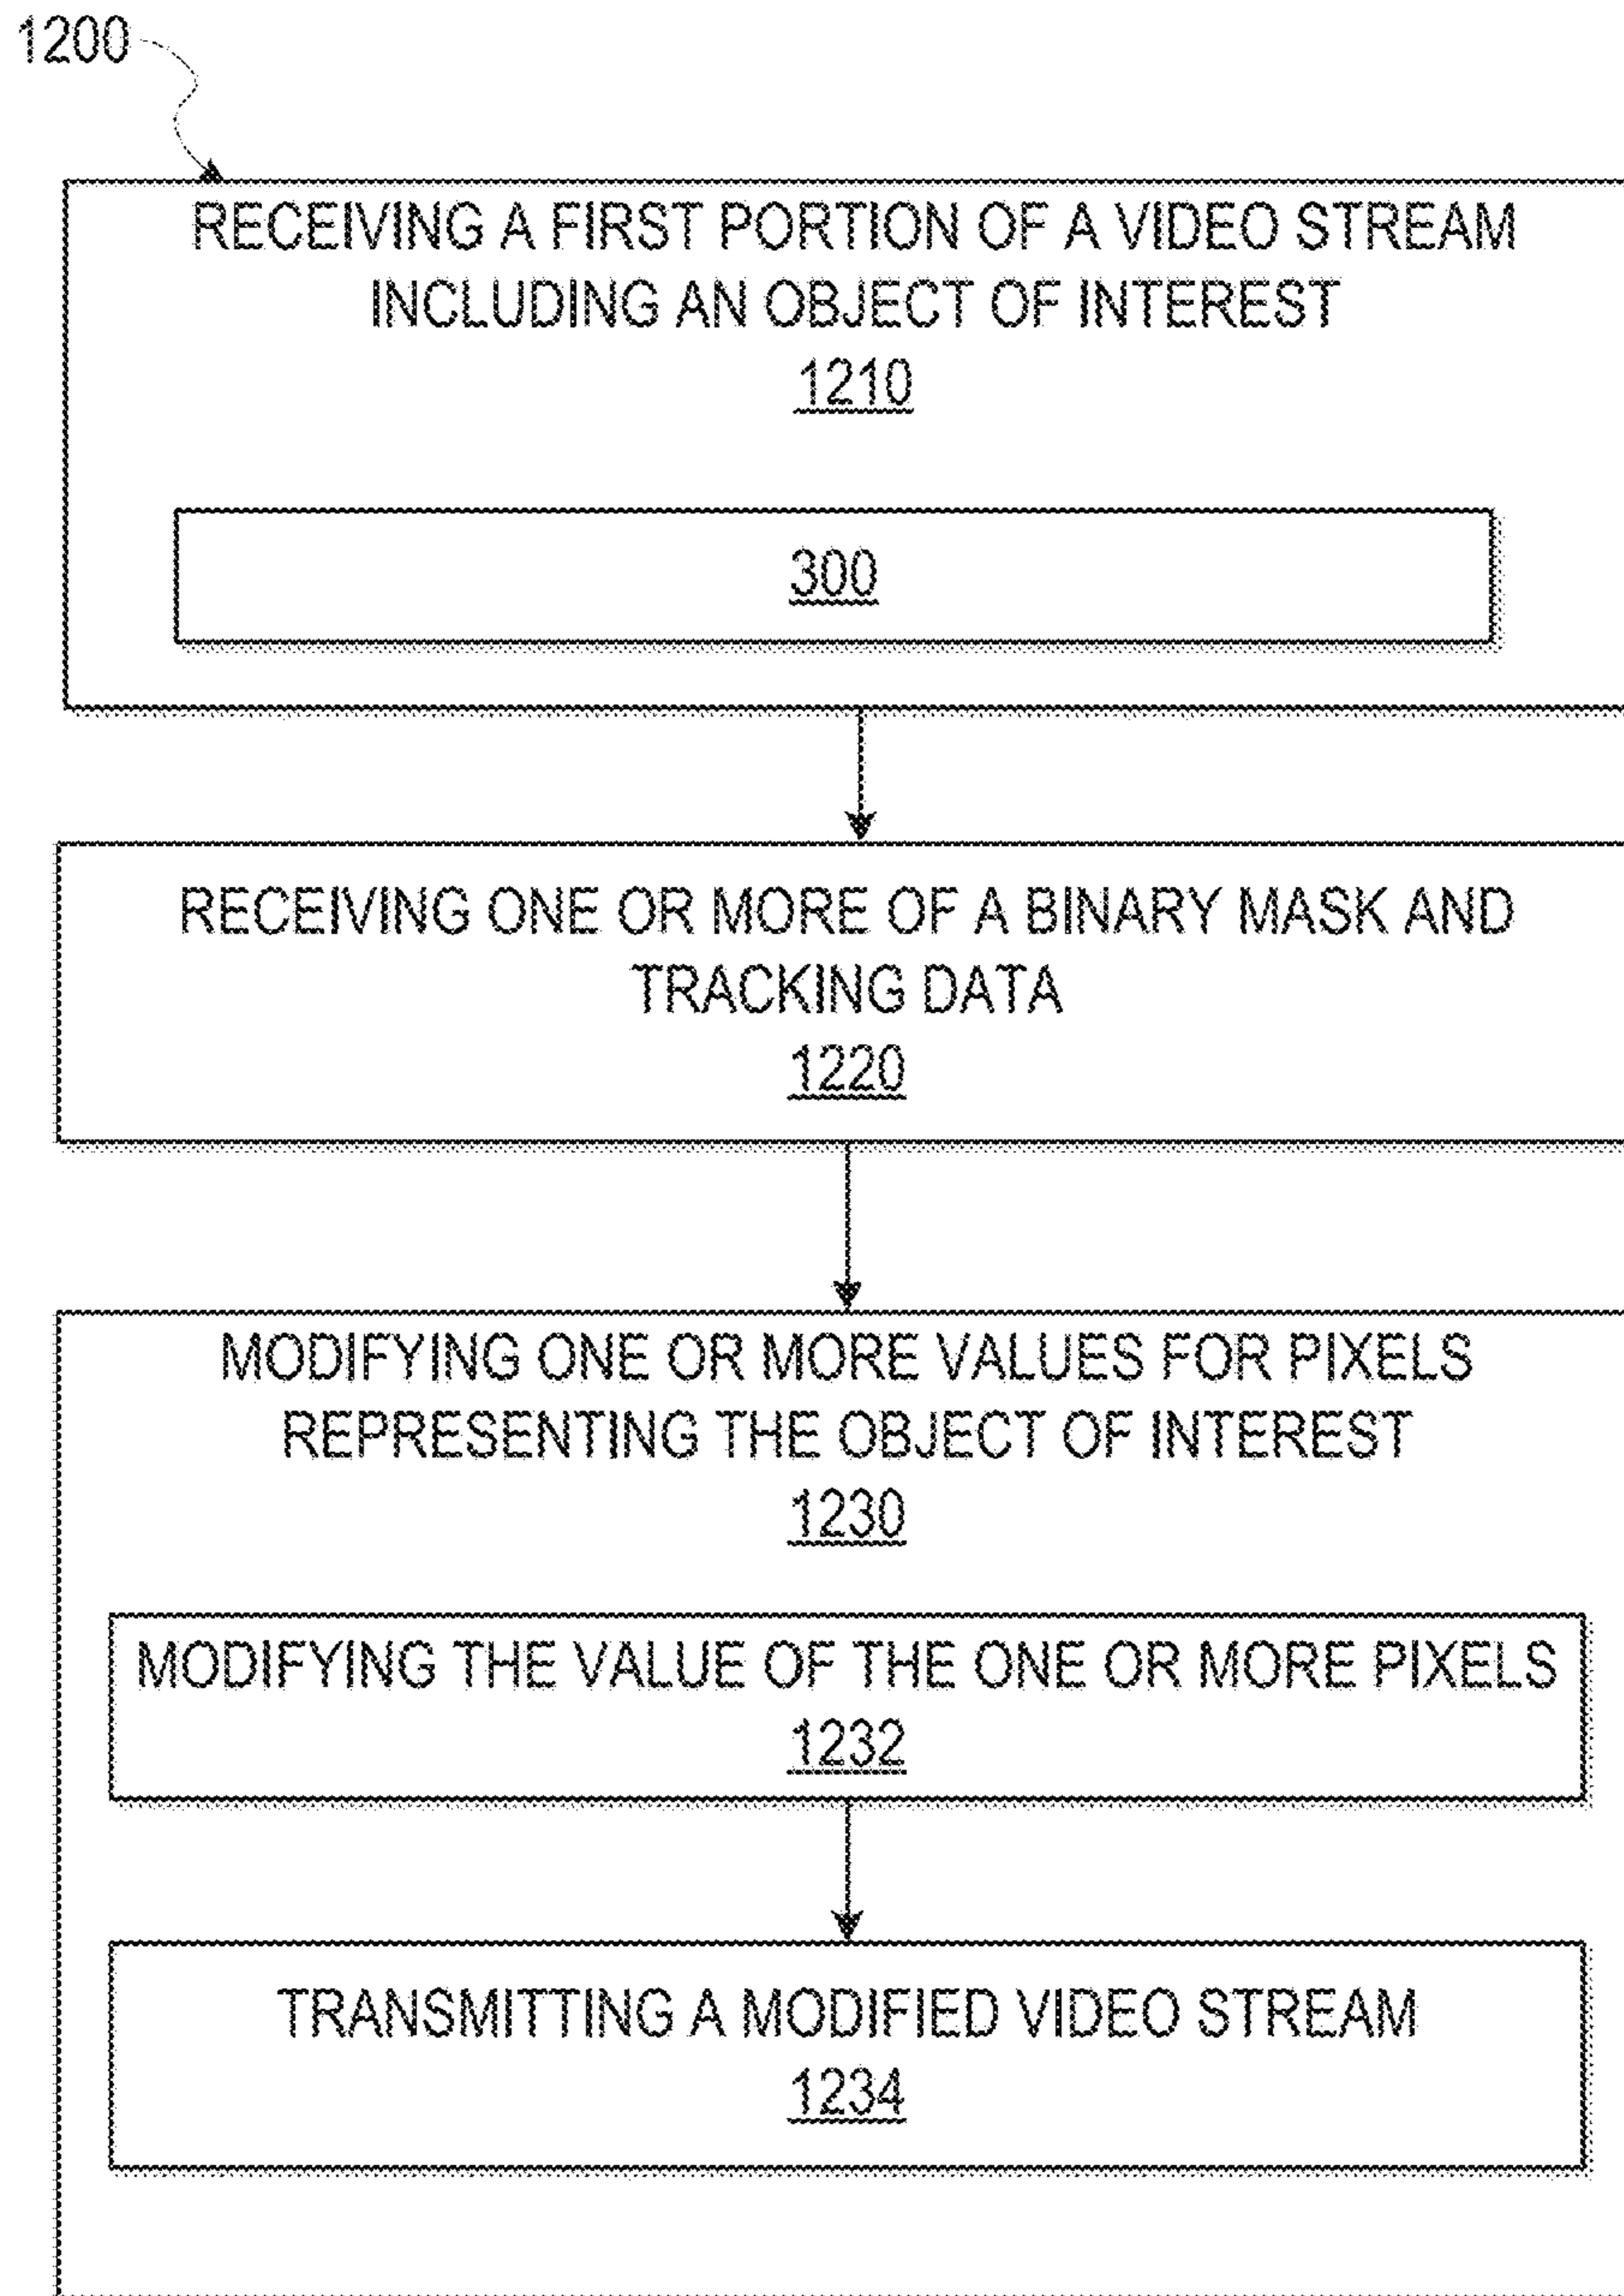 1200
RECEIVING A FIRST PORTION OF A VIDEO STREAM
INCLUDING AN OBJECT OF INTEREST
1210
300
RECEIVING ONE OR MORE OF A BINARY MASK AND
TRACKING DATA
1220
MODIFYING ONE OR MORE VALUES FOR PIXELS
REPRESENTING THE OBJECT OF INTEREST
1230
MODIFYING THE VALUE OF THE ONE OR MORE PIXELS
1232
TRANSMITTING A MODIFIED VIDEO STREAM
1234